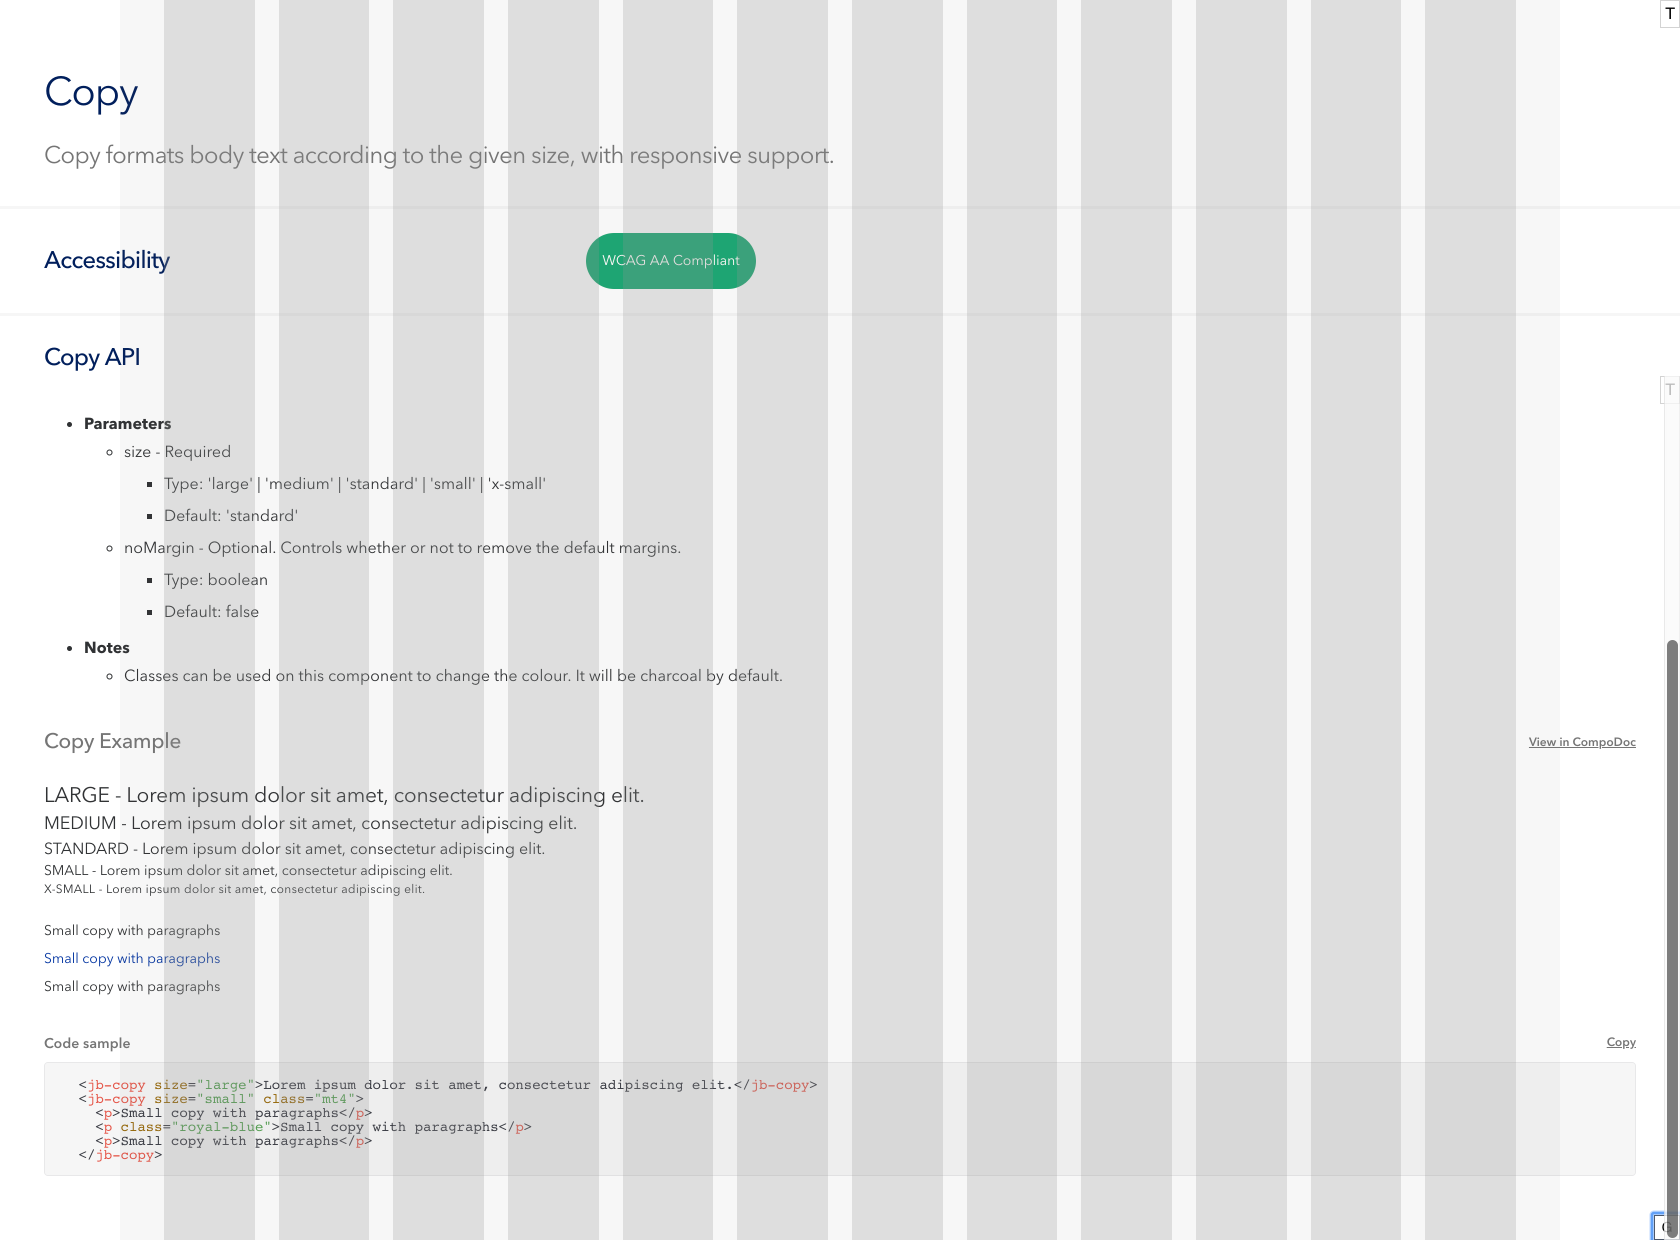 T
Copy
Copy formats body text according to the given size, with responsive support.
Accessibility
WCAG AA Compliant
Copy API
T
Parameters
size - Required
Type: 'large' | 'medium' | 'standard' | 'small' | 'x-small'
Default: 'standard'
noMargin - Optional. Controls whether or not to remove the default margins.
Type: boolean
Default: false
Notes
Classes can be used on this component to change the colour. It will be charcoal by default.
Copy Example
View in CompoDoc
LARGE - Lorem ipsum dolor sit amet, consectetur adipiscing elit.
MEDIUM - Lorem ipsum dolor sit amet, consectetur adipiscing elit.
STANDARD - Lorem ipsum dolor sit amet, consectetur adipiscing elit.
SMALL - Lorem ipsum dolor sit amet, consectetur adipiscing elit.
X-SMALL - Lorem ipsum dolor sit amet, consectetur adipiscing elit.
Small copy with paragraphs
Small copy with paragraphs
Small copy with paragraphs
Code sample
Copy
<jb-copy size="large">Lorem ipsum dolor sit amet, consectetur adipiscing elit.</jb-copy>
<jb-copy size="small" class="mt4">
<p>Small copy with paragraphs</p>
<p class="royal-blue">Small copy with paragraphs</p>
<p>Small copy with paragraphs</p>
</jb-copy>